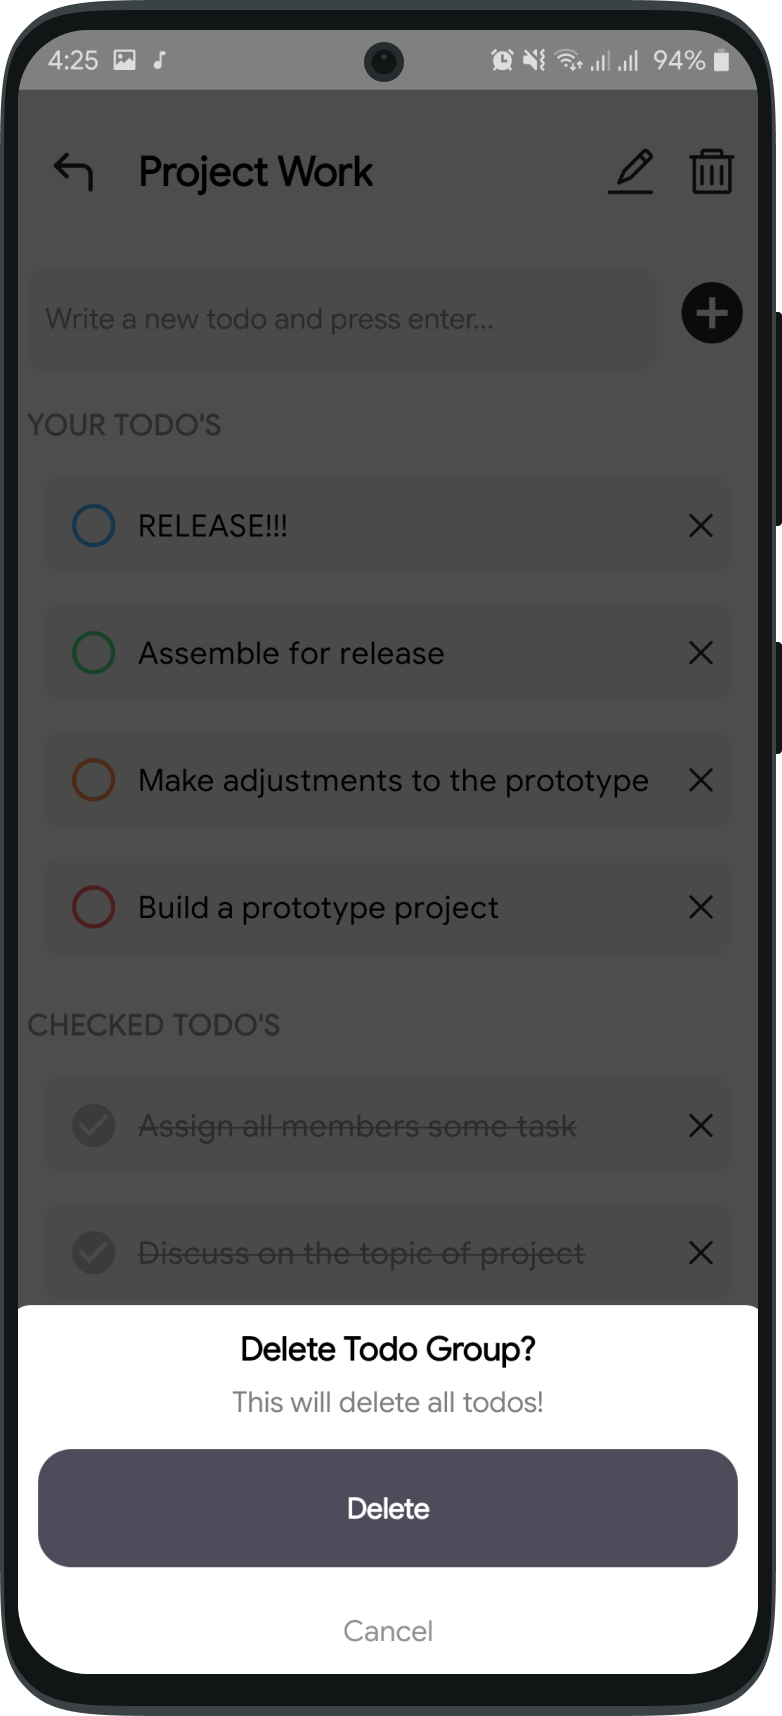 4:25 94%
Project Work
Write a new todo and press enter...
YOUR TODO'S
RELEASE!!!
Assemble for release
Make adjustments to the prototype
Build a prototype project
CHECKED TODO'S
Assign all members some task
Discuss on the topic of project
Delete Todo Group?
This will delete all todos!
Delete
Cancel